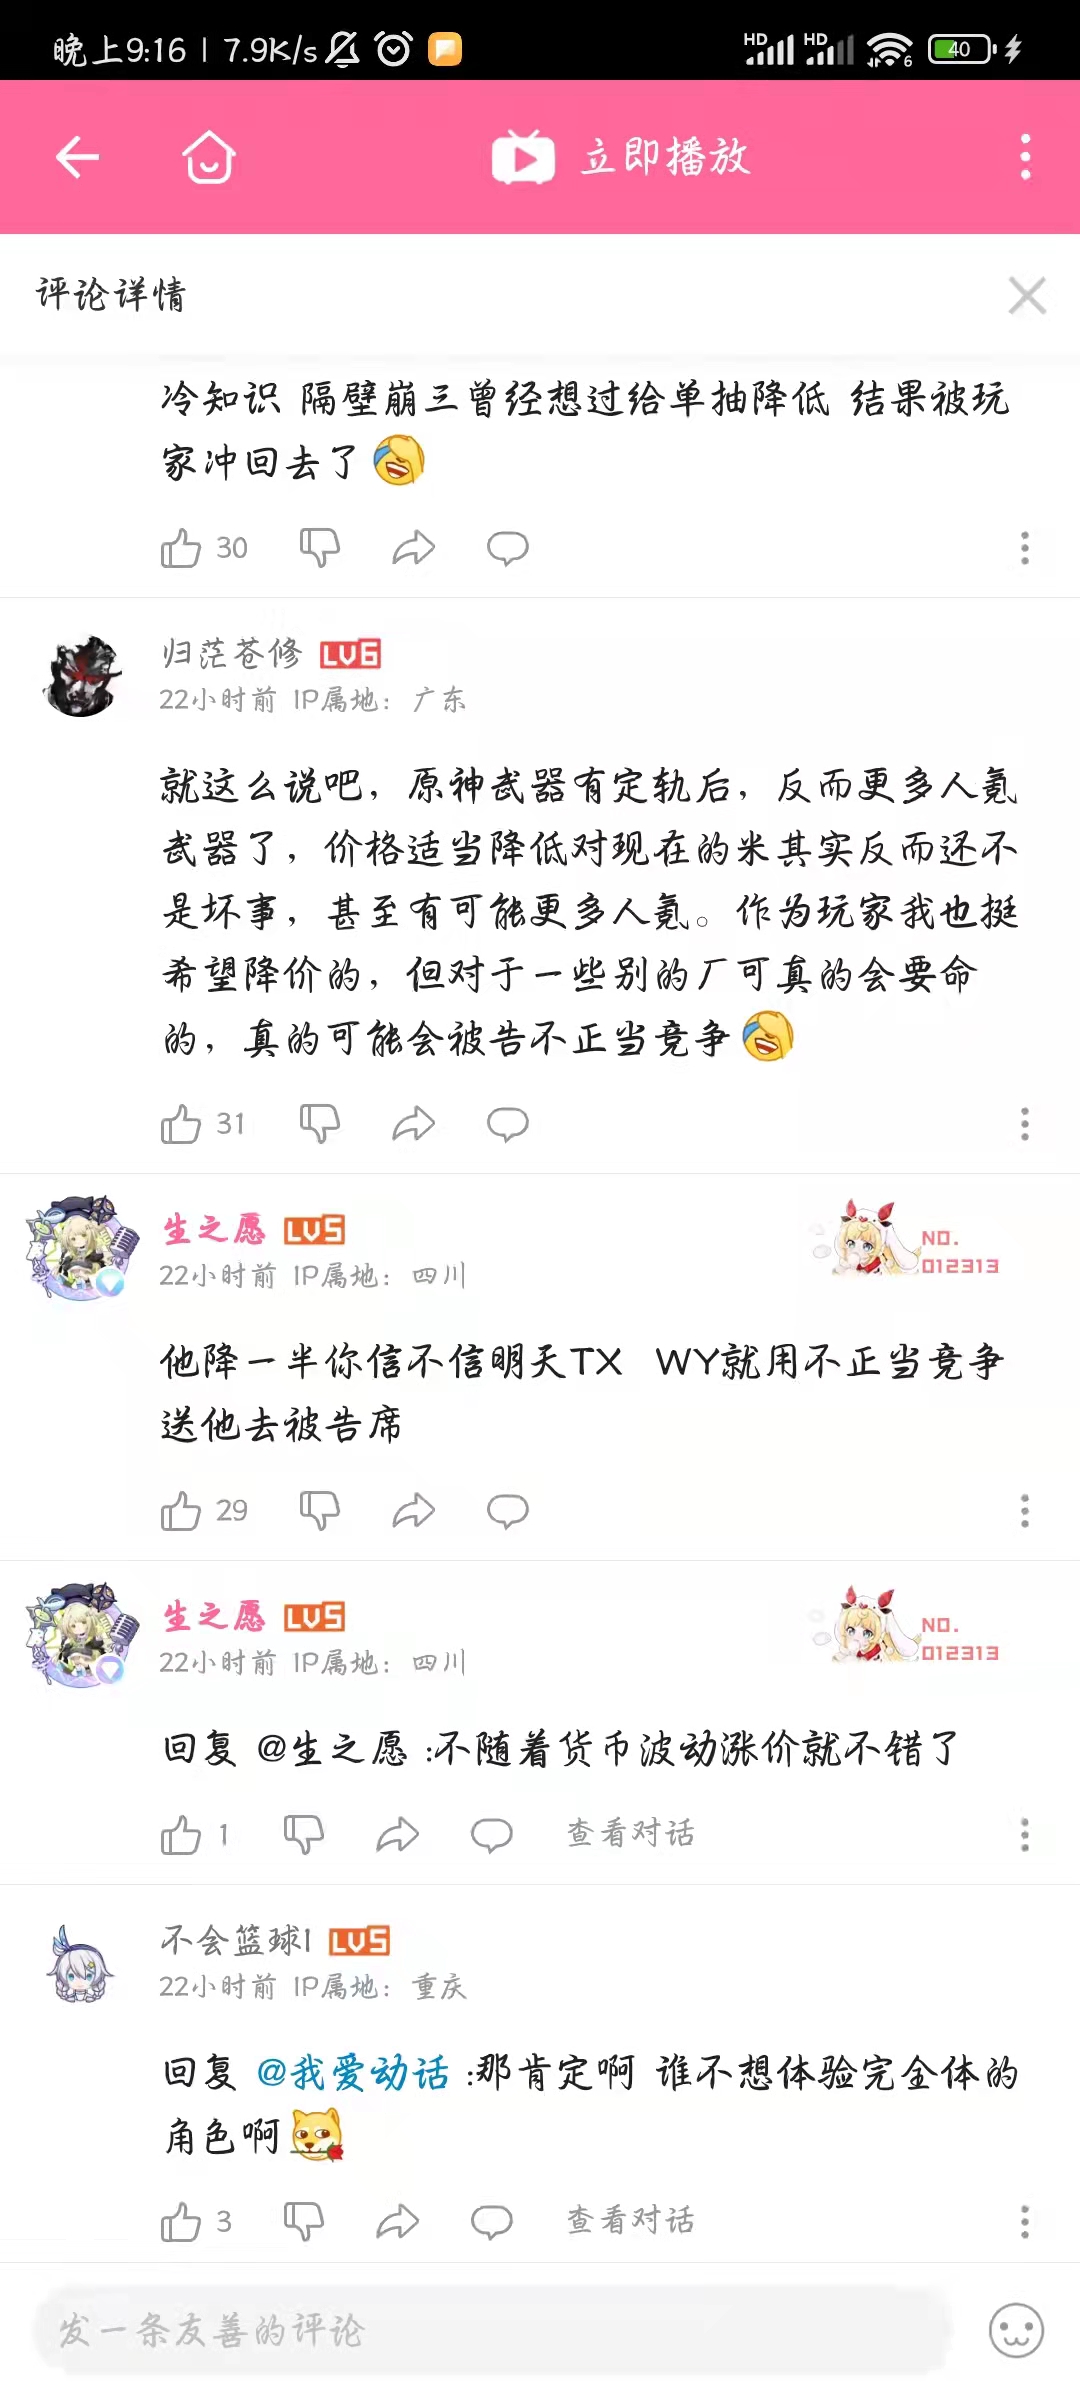 晚上9:16 | 7.9K/s
HD HD 6 40
立即播放
评论详情
冷知识 隔壁崩三曾经想过给单抽降低 结果被玩
家冲回去了
30
归茫苍修 LV6
22小时前 IP属地：广东
就这么说吧，原神武器有定轨后，反而更多人氪
武器了，价格适当降低对现在的米其实反而还不
是坏事，甚至有可能更多人氪。作为玩家我也挺
希望降价的，但对于一些别的厂可真的会要命
的，真的可能会被告不正当竞争
31
生之愿 LV5
NO.
012313
22小时前 IP属地：四川
他降一半你信不信明天TX WY就用不正当竞争
送他去被告席
29
生之愿 LV5
NO.
012313
22小时前 IP属地：四川
回复 @生之愿 :不随着货币波动涨价就不错了
1 查看对话
不会篮球l LV5
22小时前 IP属地：重庆
回复 @我爱动话 :那肯定啊 谁不想体验完全体的
角色啊
3 查看对话
发一条友善的评论